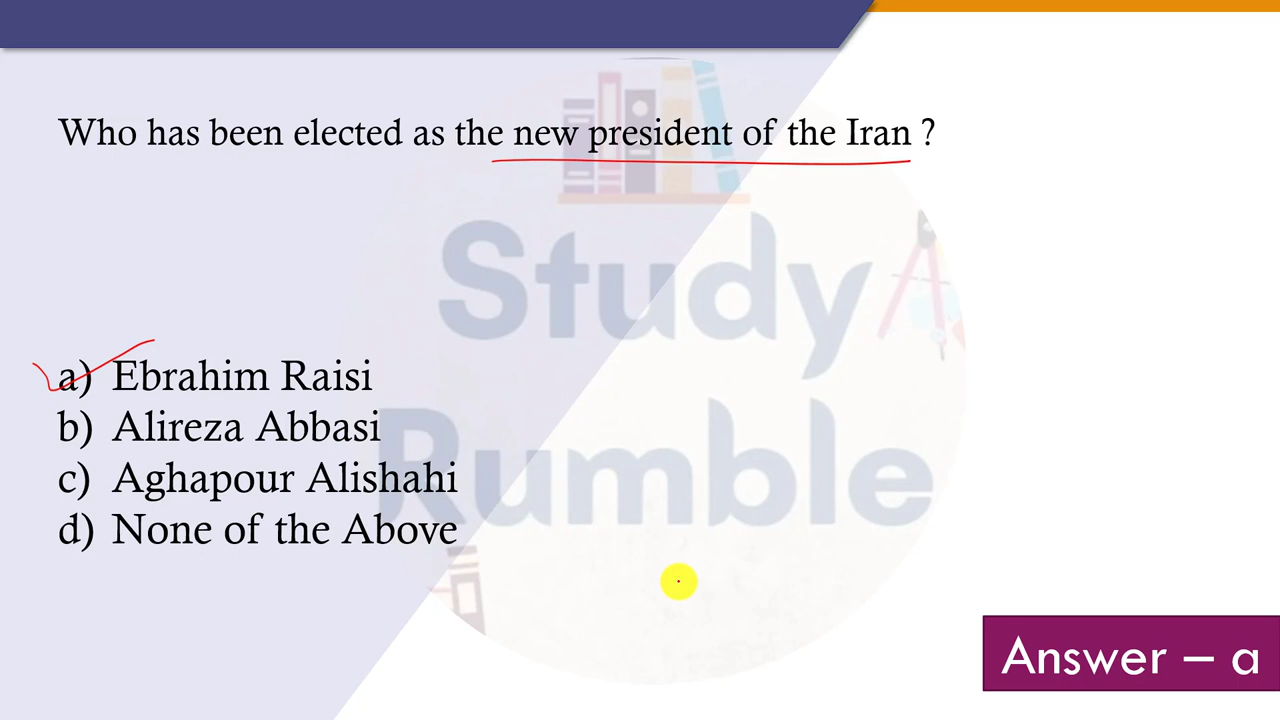 Who has been elected as the new president of the Iran ?
Study
Rumble
a) Ebrahim Raisi
b) Alireza Abbasi
c) Aghapour Alishahi
d) None of the Above
Answer – a